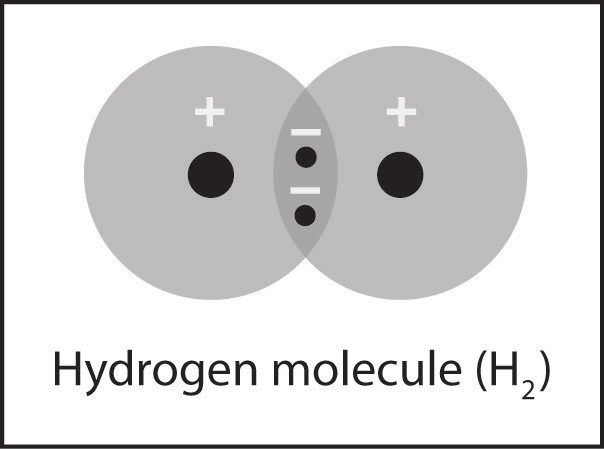 + +
−
−
Hydrogen molecule (H₂)